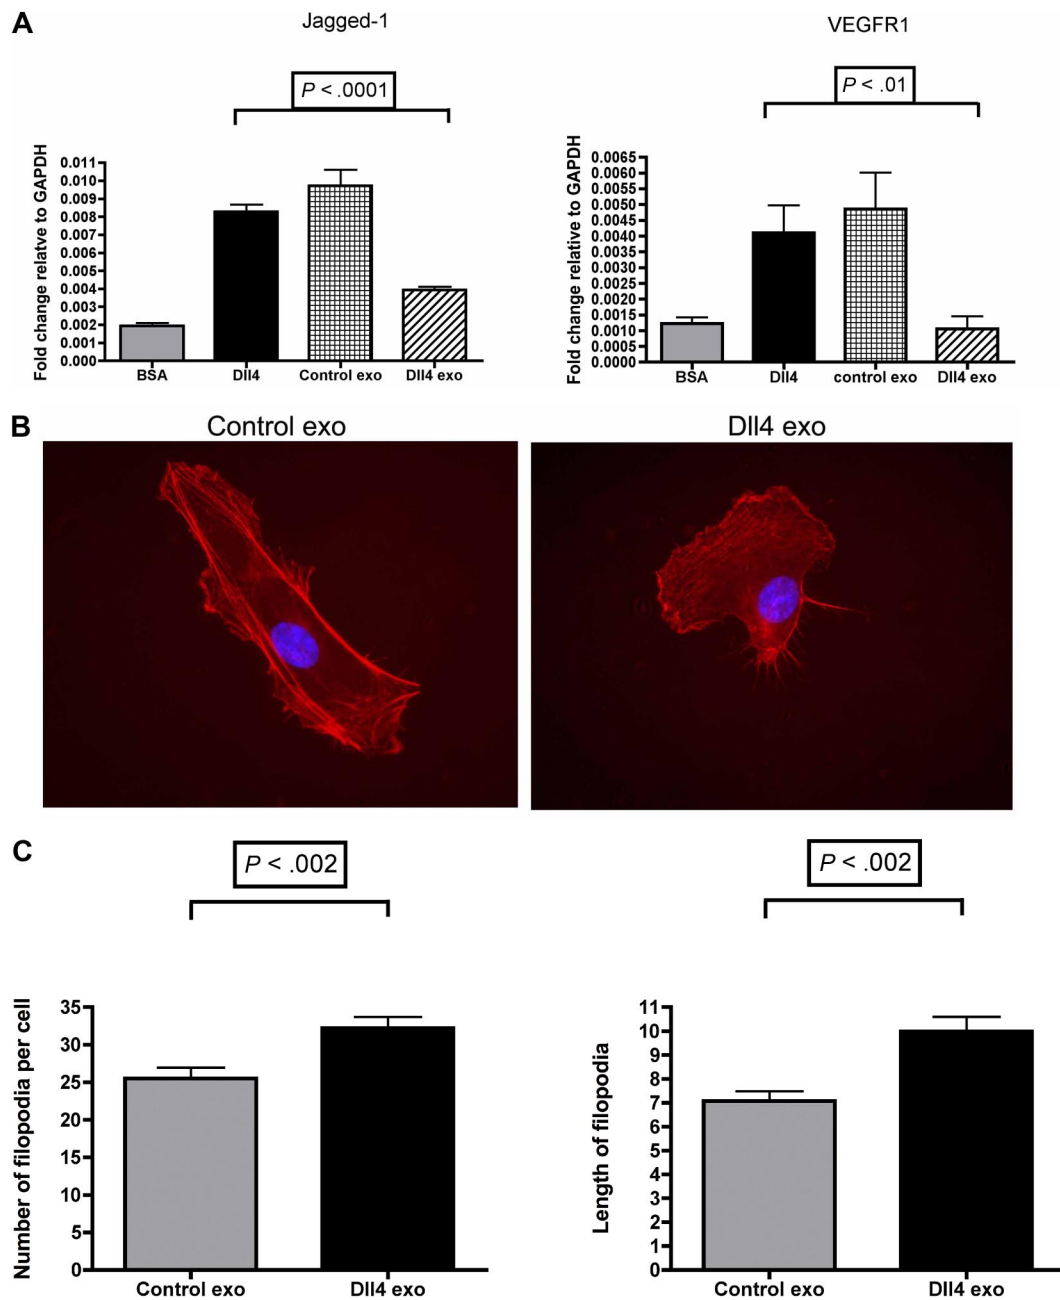 A
Jagged-1
P < .0001
Fold change relatve to GAPDH
0.011
0.010
0.009
0.008
0.007
0.006
0.005
0.004
0.003
0.002
0.001
0.000
BSA Dll4 Control exo Dll4 exo
VEGFR1
P < .01
Fold change relative to GAPDH
0.0065
0.0060
0.0055
0.0050
0.0045
0.0040
0.0035
0.0030
0.0025
0.0020
0.0015
0.0010
0.0005
0.0000
BSA Dll4 control exo Dll4 exo
B
Control exo
Dll4 exo
C
P < .002
Number of filopodia per cell
35
30
25
20
15
10
5
0
Control exo Dll4 exo
P < .002
Length of filopodia
11
10
9
8
7
6
5
4
3
2
1
0
Control exo Dll4 exo